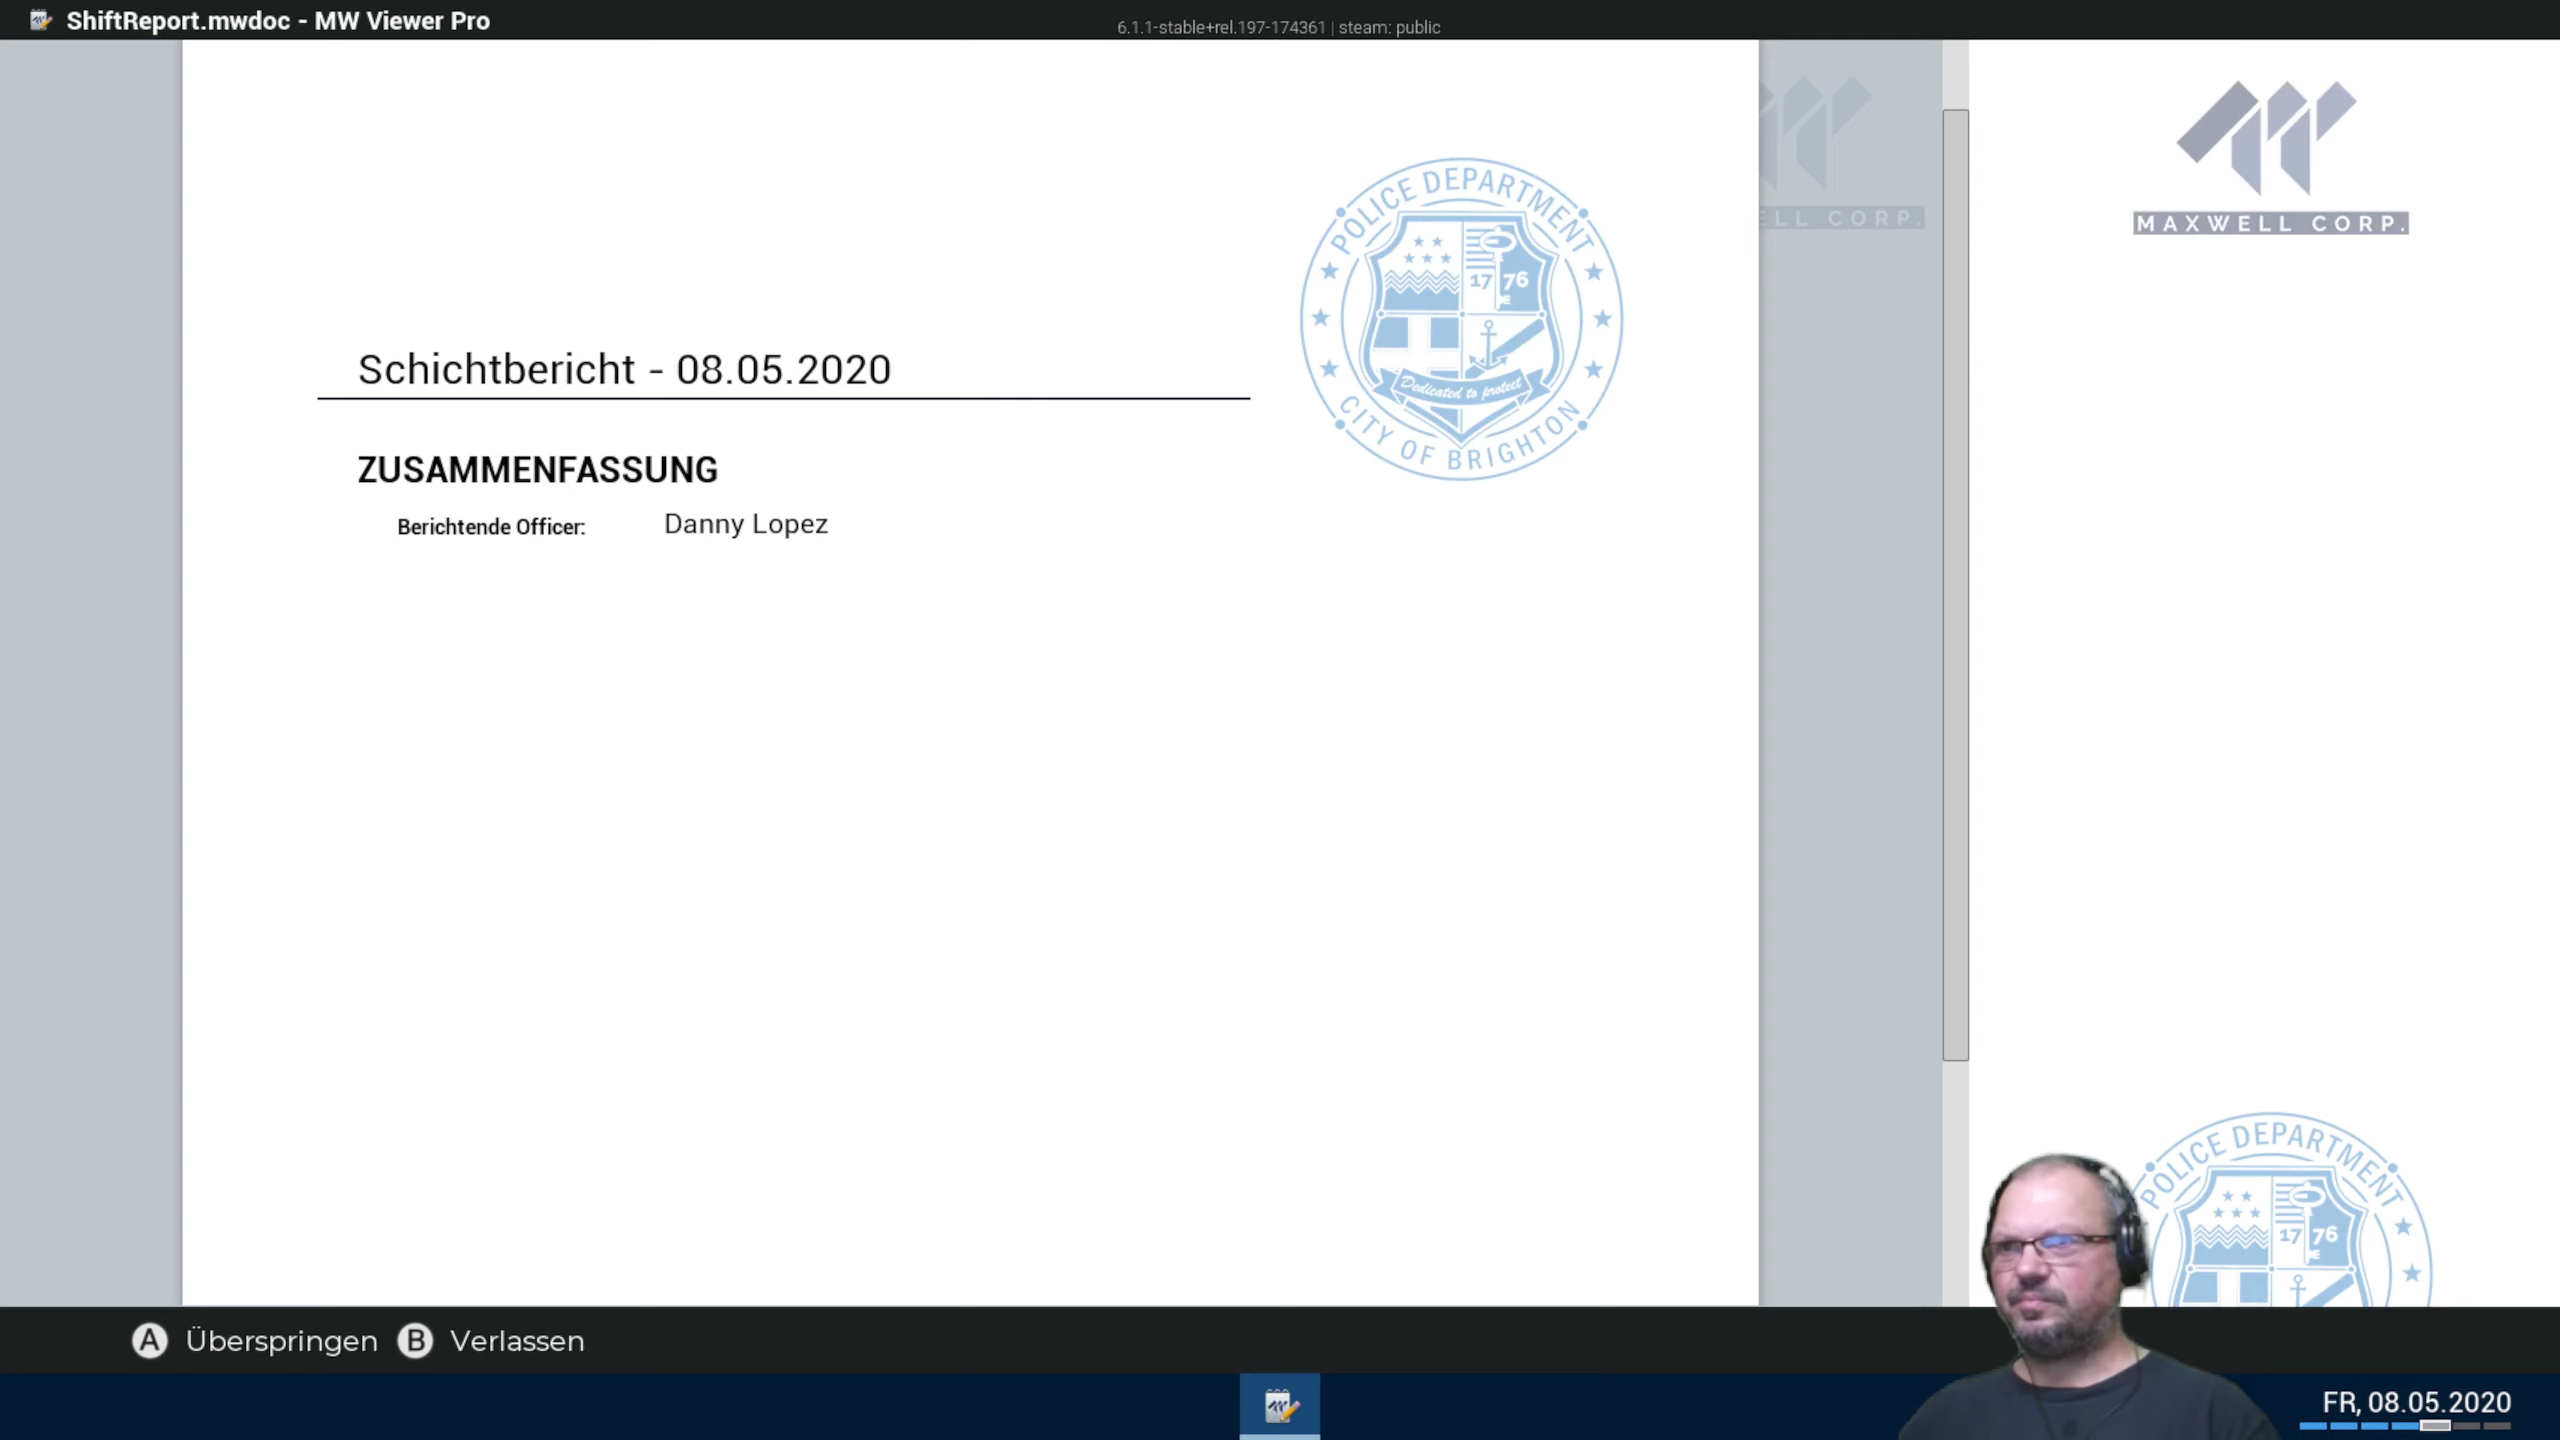 ShiftReport.mwdoc - MW Viewer Pro
6.1.1-stable+rel.197-174361 | steam: public
ELL CORP.
MAXWELL CORP.
POLICE DEPARTMENT
17 76
Dedicated to protect
CITY OF BRIGHTON
Schichtbericht - 08.05.2020
ZUSAMMENFASSUNG
Berichtende Officer: Danny Lopez
POLICE DEPARTMENT
17 76
A Überspringen B Verlassen
FR, 08.05.2020